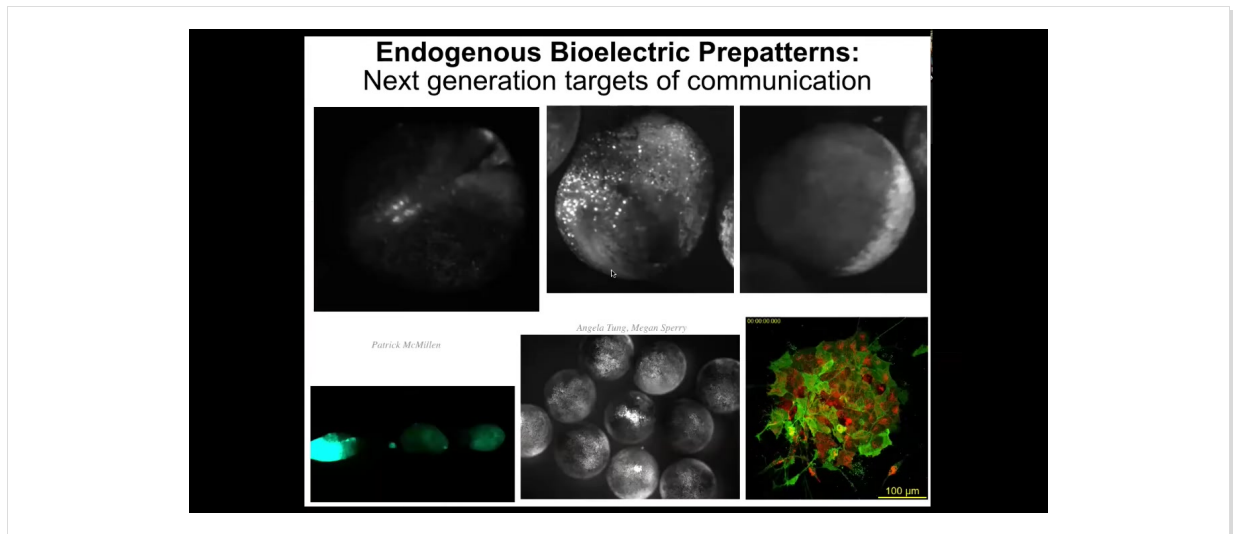 Endogenous Bioelectric Prepatterns:
Next generation targets of communication
Angela Tung, Megan Sperry
Patrick McMillen
00:00:00.000
100 µm